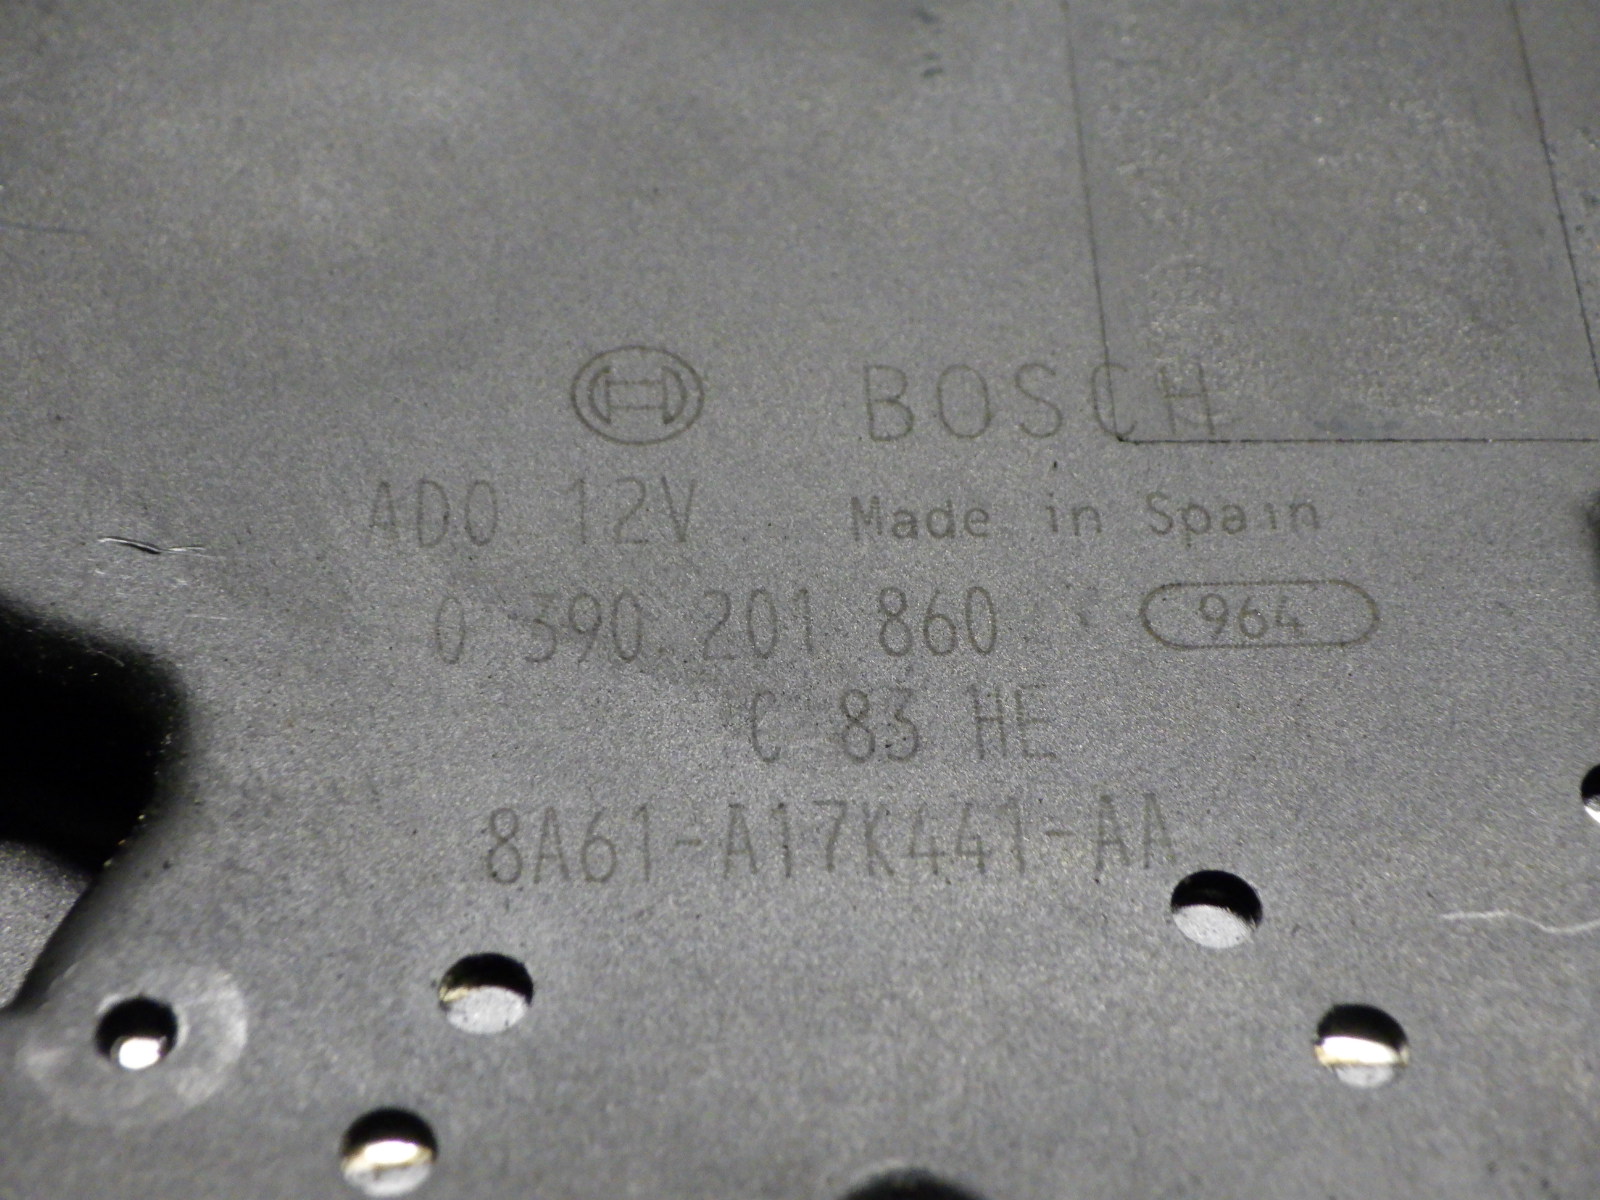 BOSCH
ADO 12V Made in Spain
0 390 201 860 964
C 83 HE
8A61-A17K441-AA